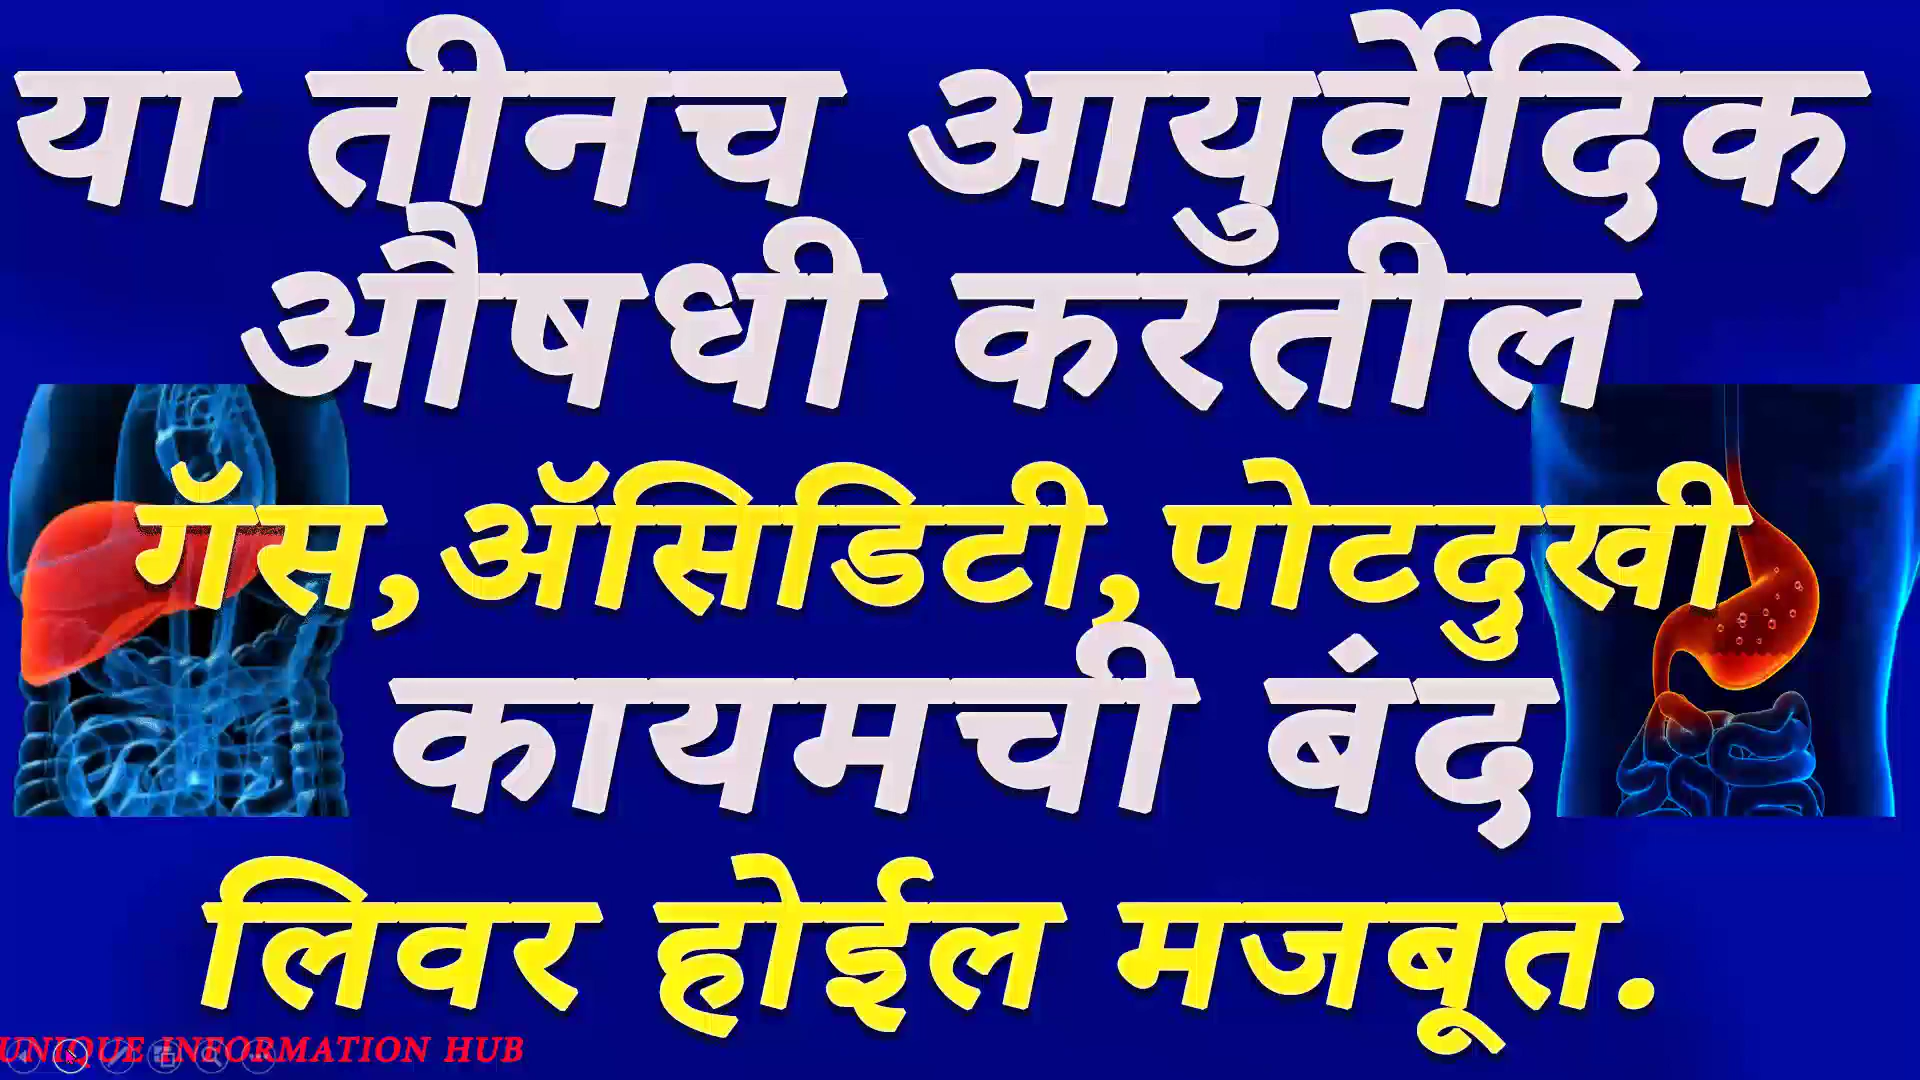 या तीनच आयुर्वेदिक
औषधी करतील
गॅस,ॲसिडिटी,पोटदुखी
कायमची बंद
लिवर होईल मजबूत.
UNIQUE INFORMATION HUB